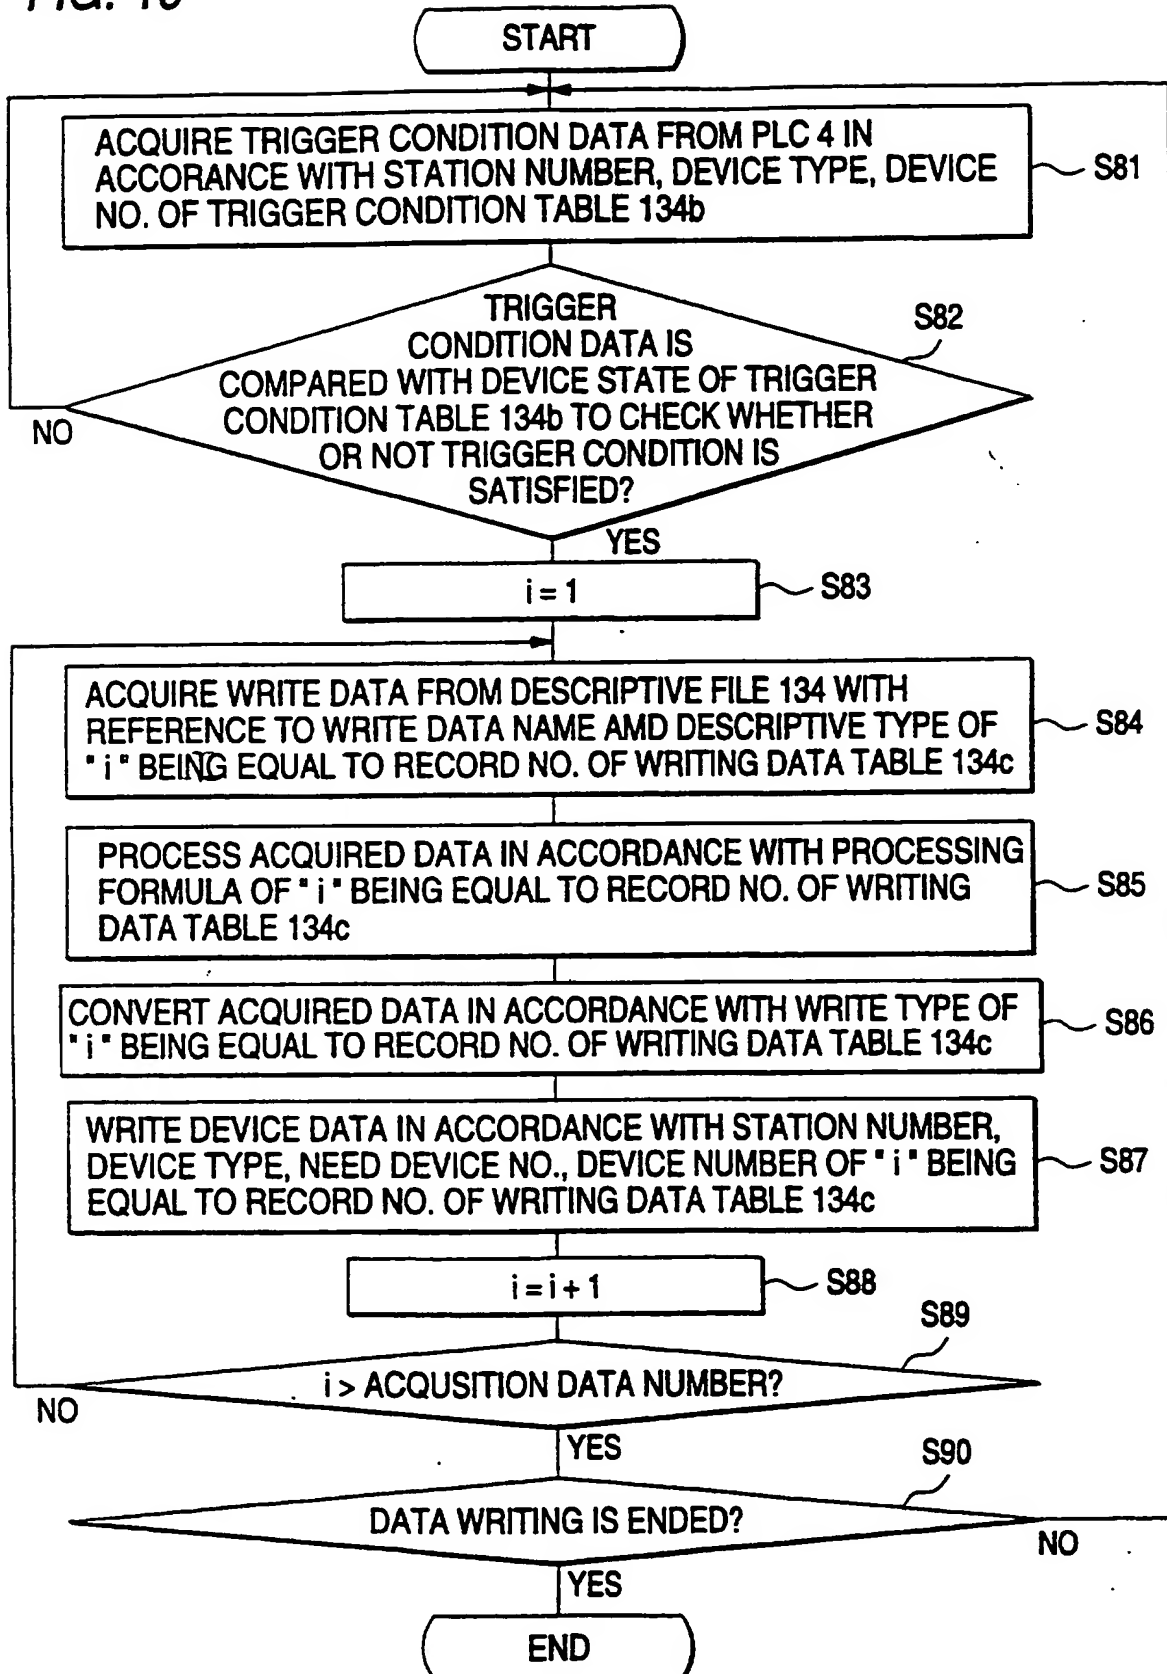 START
ACQUIRE TRIGGER CONDITION DATA FROM PLC 4 IN
ACCORANCE WITH STATION NUMBER, DEVICE TYPE, DEVICE
NO. OF TRIGGER CONDITION TABLE 134b
S81
TRIGGER
CONDITION DATA IS
COMPARED WITH DEVICE STATE OF TRIGGER
CONDITION TABLE 134b TO CHECK WHETHER
OR NOT TRIGGER CONDITION IS
SATISFIED?
S82
NO
YES
i = 1
S83
ACQUIRE WRITE DATA FROM DESCRIPTIVE FILE 134 WITH
REFERENCE TO WRITE DATA NAME AMD DESCRIPTIVE TYPE OF
"i" BEING EQUAL TO RECORD NO. OF WRITING DATA TABLE 134c
S84
PROCESS ACQUIRED DATA IN ACCORDANCE WITH PROCESSING
FORMULA OF "i" BEING EQUAL TO RECORD NO. OF WRITING
DATA TABLE 134c
S85
CONVERT ACQUIRED DATA IN ACCORDANCE WITH WRITE TYPE OF
"i" BEING EQUAL TO RECORD NO. OF WRITING DATA TABLE 134c
S86
WRITE DEVICE DATA IN ACCORDANCE WITH STATION NUMBER,
DEVICE TYPE, NEED DEVICE NO., DEVICE NUMBER OF "i" BEING
EQUAL TO RECORD NO. OF WRITING DATA TABLE 134c
S87
i = i + 1
S88
i > ACQUSITION DATA NUMBER?
S89
NO
YES
DATA WRITING IS ENDED?
S90
NO
YES
END